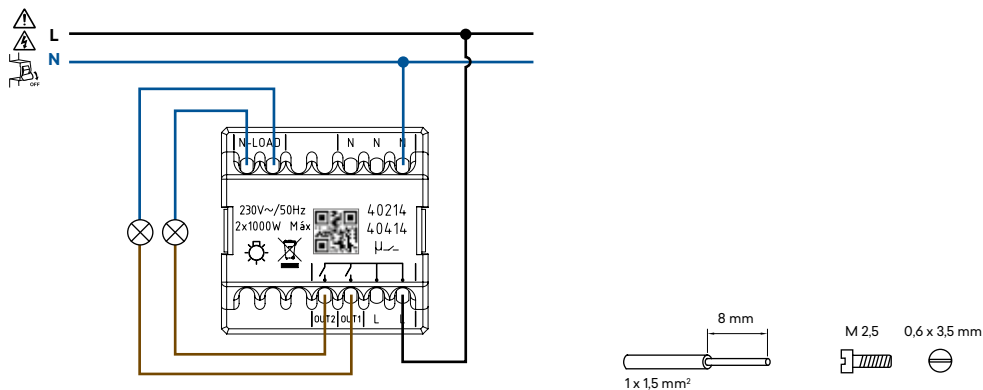 L
N
OFF
N-LOAD N N N
230V~/50Hz
2x1000W Máx
40214
40414
μ
OUT2 OUT1 L L
8 mm
1 x 1,5 mm²
M 2,5
0,6 x 3,5 mm